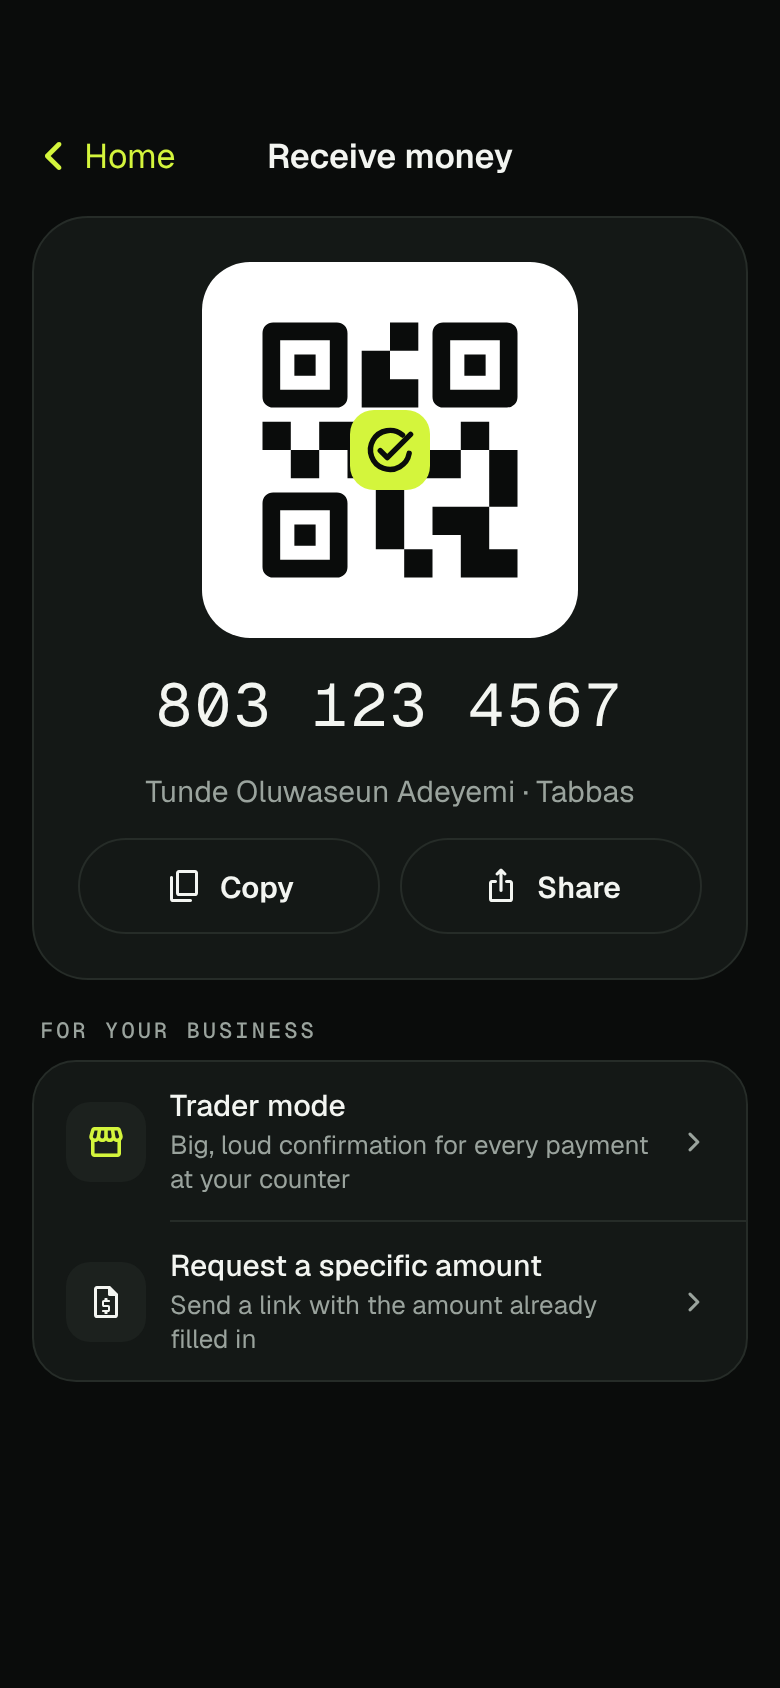 Home
Receive money
803 123 4567
Tunde Oluwaseun Adeyemi · Tabbas
Copy
Share
FOR YOUR BUSINESS
Trader mode
Big, loud confirmation for every payment
at your counter
Request a specific amount
Send a link with the amount already
filled in